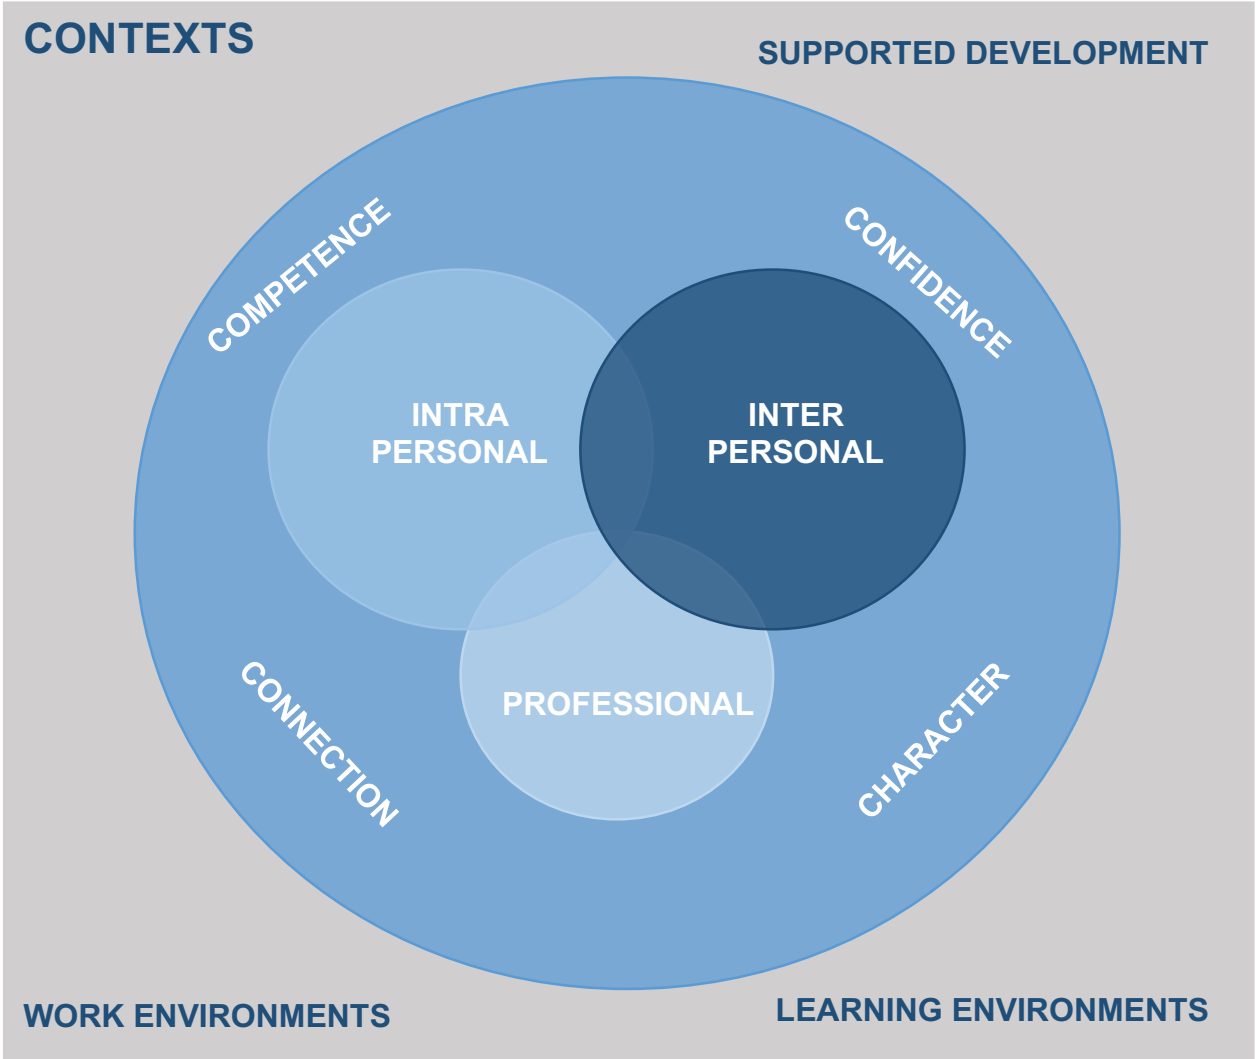 CONTEXTS
SUPPORTED DEVELOPMENT
COMPETENCE
CONFIDENCE
INTRA
PERSONAL
INTER
PERSONAL
PROFESSIONAL
CONNECTION
CHARACTER
WORK ENVIRONMENTS
LEARNING ENVIRONMENTS